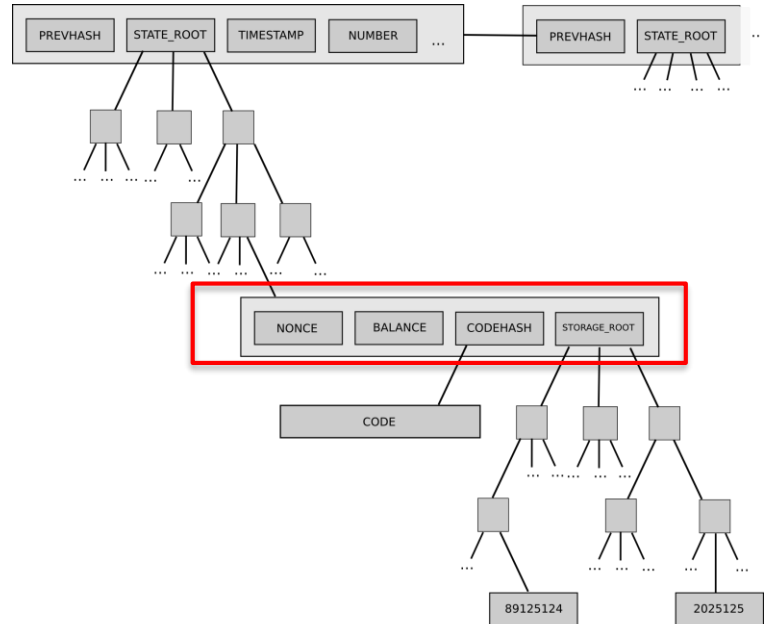 PREVHASH STATE_ROOT TIMESTAMP NUMBER ... PREVHASH STATE_ROOT ...
... ... ... ...
... ... ... ... ...
... ... ... ... ... ...
NONCE BALANCE CODEHASH STORAGE_ROOT
CODE
... ... ... ... ...
... ... ... ... ...
89125124 2025125